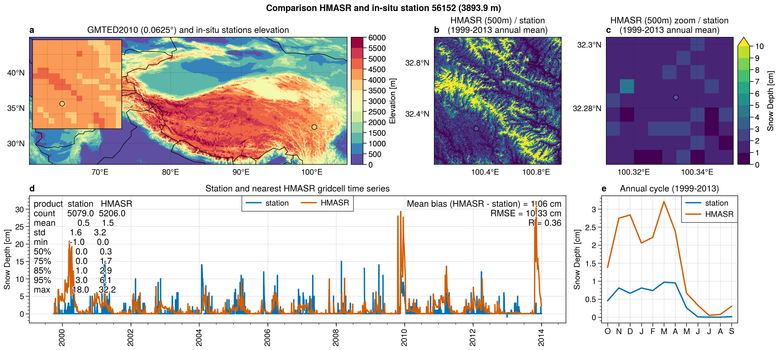 Comparison HMASR and in-situ station 56152 (3893.9 m)
a
GMTED2010 (0.0625°) and in-situ stations elevation
40°N
35°N
30°N
70°E
80°E
90°E
100°E
6000
5500
5000
4500
4000
3500
3000
2500
2000
1500
1000
500
0
Elevation [m]
b
HMASR (500m) / station
(1999-2013 annual mean)
32.8°N
32.4°N
100.4°E
100.8°E
c
HMASR (500m) zoom / station
(1999-2013 annual mean)
32.3°N
32.28°N
100.32°E
100.34°E
10
9
8
7
6
5
4
3
2
1
0
Snow depth [cm]
d
Station and nearest HMASR gridcell time series
product station HMASR
count 5079.0 5206.0
mean 0.5 1.5
std 1.6 3.2
min -1.0 0.0
50% 0.0 0.3
75% 0.0 1.7
85% 1.0 2.9
95% 3.0
max 18.0 32.2
station
HMASR
Mean bias (HMASR - station) = 1.06 cm
RMSE = 10.33 cm
= 0.36
Snow Depth [cm]
30
25
20
15
10
5
0
2000
2002
2004
2006
2008
2010
2012
2014
e
Annual cycle (1999-2013)
station
HMASR
Snow Depth [cm]
3
2.5
2
1.5
1
0.5
0
O N D J F M A M J J A S